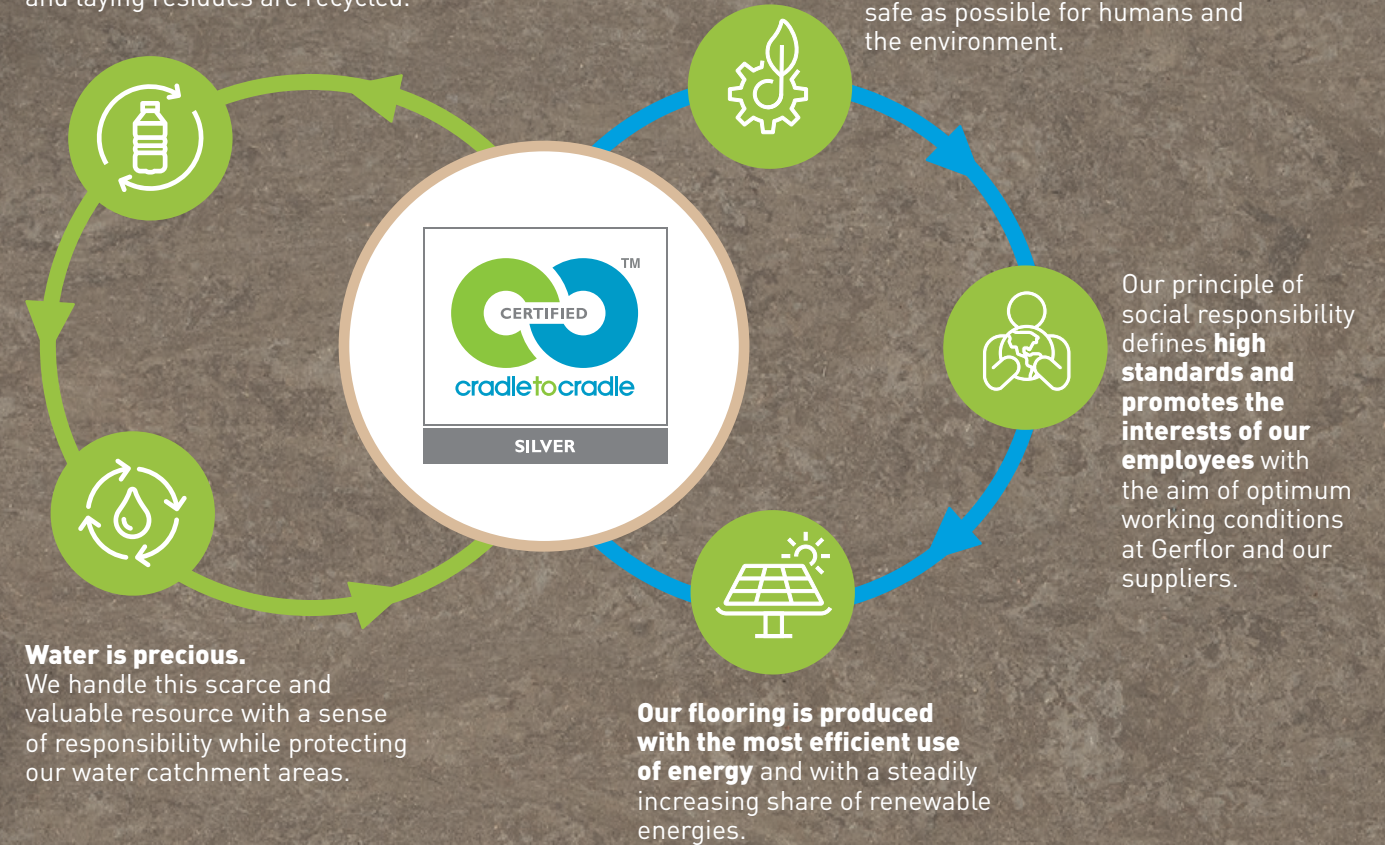 and laying residues are recycled.
safe as possible for humans and
the environment.
TM
CERTIFIED
cradletocradle
SILVER
Our principle of
social responsibility
defines high
standards and
promotes the
interests of our
employees with
the aim of optimum
working conditions
at Gerflor and our
suppliers.
Water is precious.
We handle this scarce and
valuable resource with a sense
of responsibility while protecting
our water catchment areas.
Our flooring is produced
with the most efficient use
of energy and with a steadily
increasing share of renewable
energies.